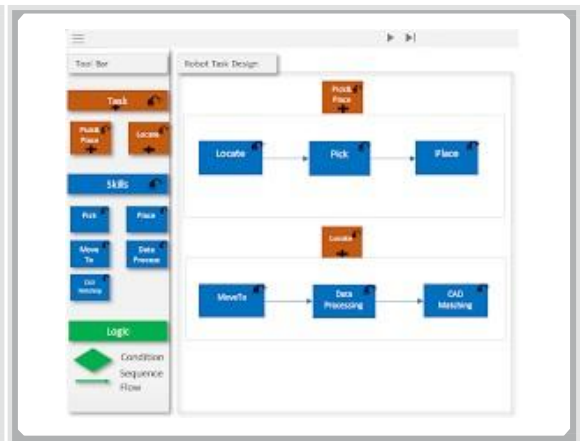 Tool Bar
Robot Task Design
Task
Pick&
Place
Locate
Skills
Pick
Place
Move
To
Data
Process
CAD
Matching
Logic
Condition
Sequence
Flow
Pick&
Place
Locate
Pick
Place
Locate
MoveTo
Data
Processing
CAD
Matching